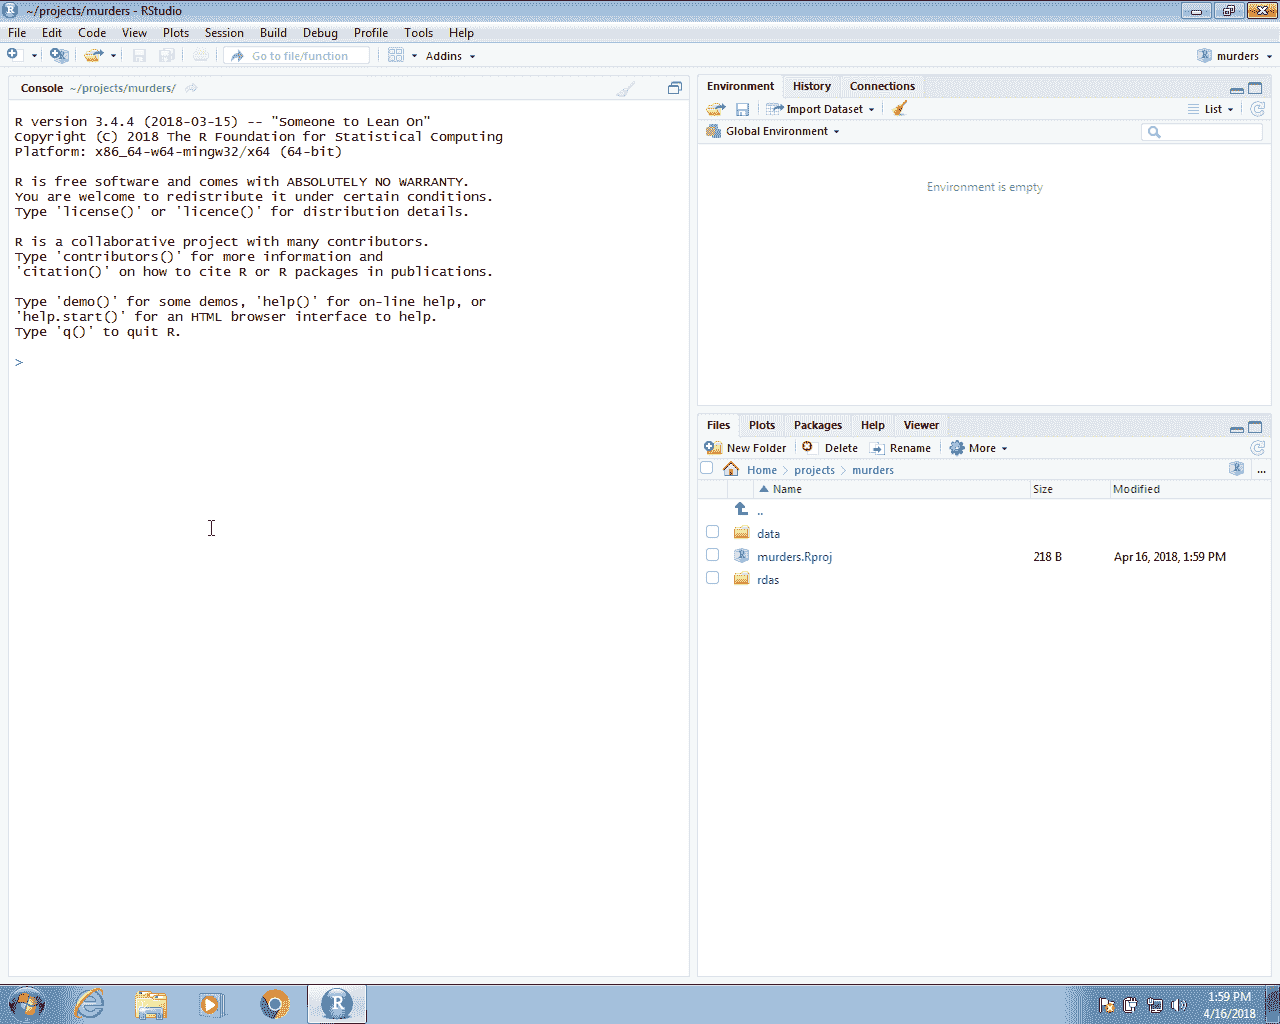 ~/projects/murders - RStudio
File Edit Code View Plots Session Build Debug Profile Tools Help
Go to file/function Addins murders
Console ~/projects/murders/
R version 3.4.4 (2018-03-15) -- "Someone to Lean On"
Copyright (C) 2018 The R Foundation for Statistical Computing
Platform: x86_64-w64-mingw32/x64 (64-bit)
R is free software and comes with ABSOLUTELY NO WARRANTY.
You are welcome to redistribute it under certain conditions.
Type 'license()' or 'licence()' for distribution details.
R is a collaborative project with many contributors.
Type 'contributors()' for more information and
'citation()' on how to cite R or R packages in publications.
Type 'demo()' for some demos, 'help()' for on-line help, or
'help.start()' for an HTML browser interface to help.
Type 'q()' to quit R.
>
Environment History Connections
Import Dataset List
Global Environment
Environment is empty
Files Plots Packages Help Viewer
New Folder Delete Rename More
Home projects murders ...
Name Size Modified
..
data
murders.Rproj 218 B Apr 16, 2018, 1:59 PM
rdas
1:59 PM
4/16/2018